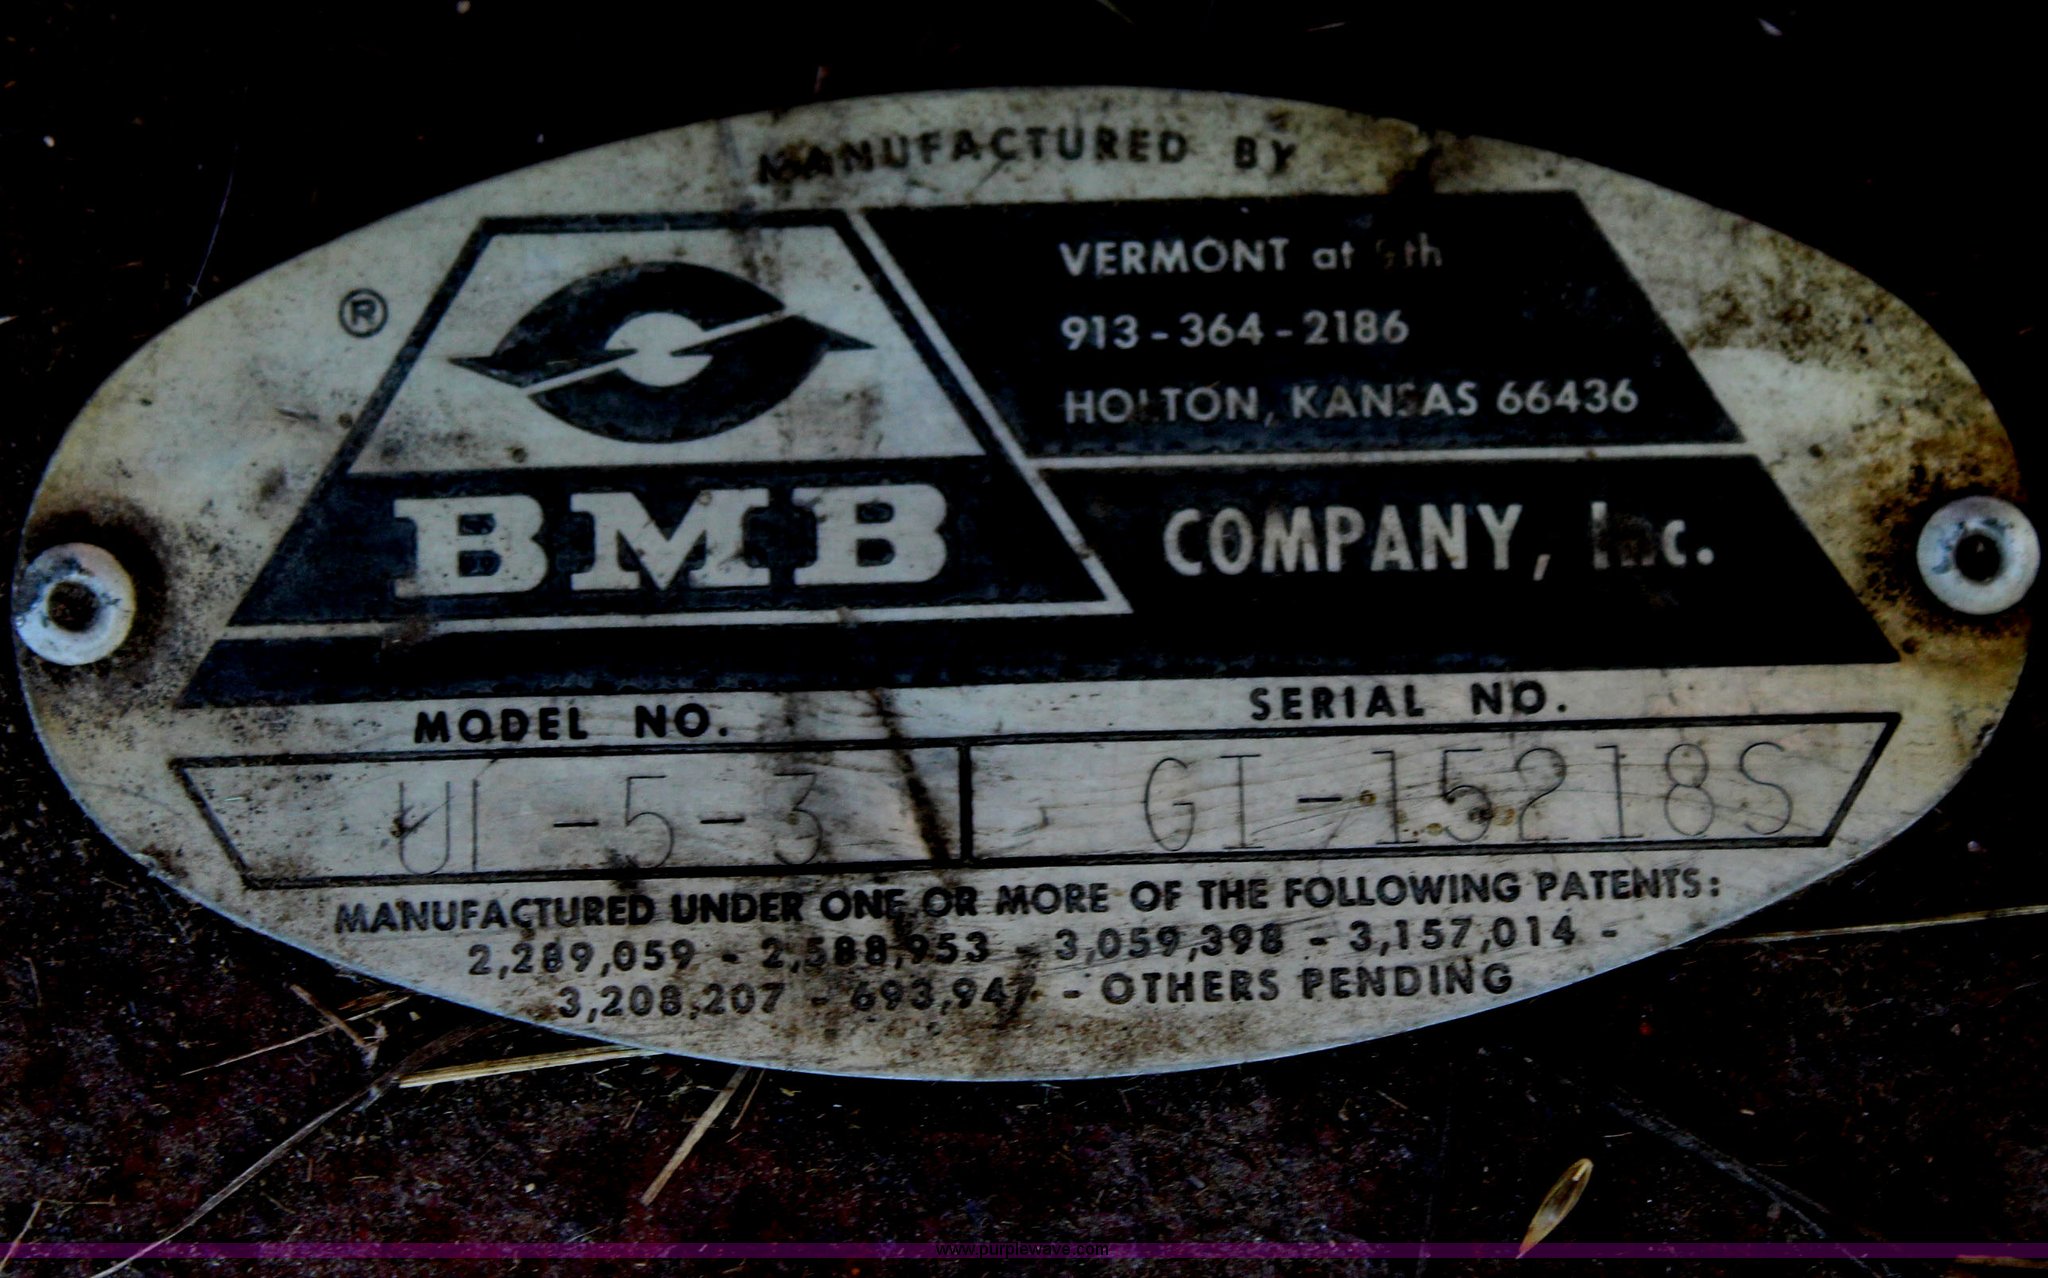 MANUFACTURED BY
®
VERMONT at 5th
913-364-2186
HOLTON, KANSAS 66436
BMB
COMPANY, Inc.
MODEL NO.
SERIAL NO.
UI-5-3
GI-15218S
MANUFACTURED UNDER ONE OR MORE OF THE FOLLOWING PATENTS:
2,289,059 - 2,588,953 - 3,059,398 - 3,157,014 -
3,208,207 - 693,947 - OTHERS PENDING
www.purplewave.com